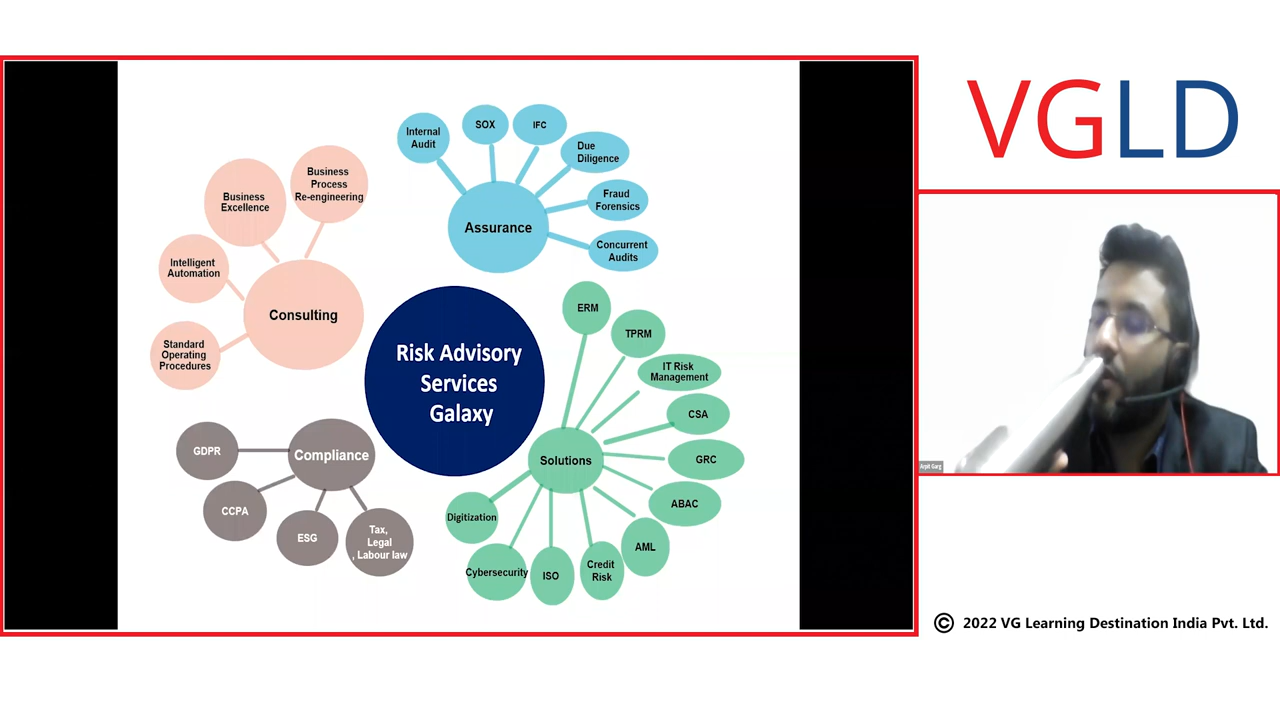 Internal
Audit
SOX
IFC
Due
Diligence
Fraud
Forensics
Concurrent
Audits
Assurance
Business
Process
Re-engineering
Business
Excellence
Intelligent
Automation
Standard
Operating
Procedures
Consulting
Risk Advisory
Services
Galaxy
ERM
TPRM
IT Risk
Management
CSA
GRC
ABAC
AML
Credit
Risk
ISO
Cybersecurity
Digitization
Solutions
GDPR
CCPA
ESG
Tax,
Legal
, Labour law
Compliance
VGLD
Arpit Garg
© 2022 VG Learning Destination India Pvt. Ltd.